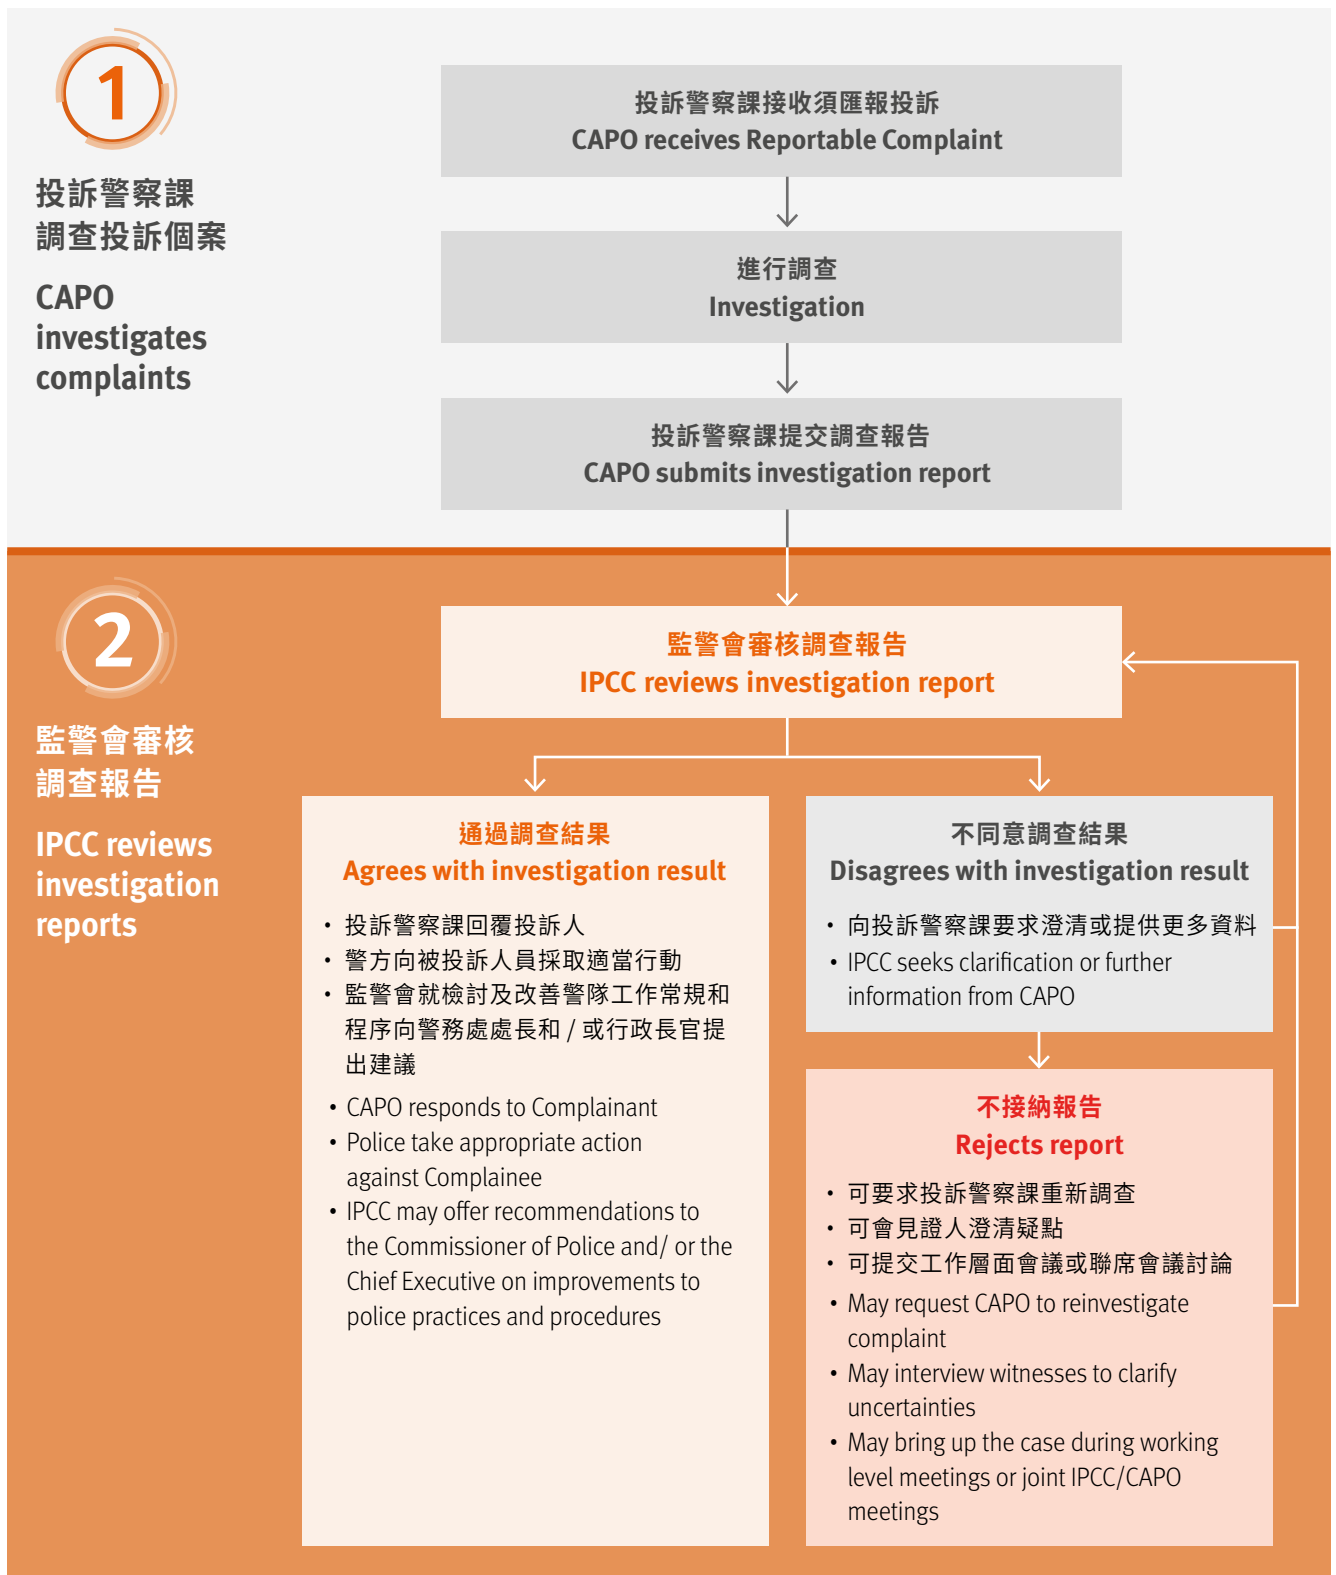 1
投訴警察課
調查投訴個案
CAPO
investigates
complaints
投訴警察課接收須匯報投訴
CAPO receives Reportable Complaint
進行調查
Investigation
投訴警察課提交調查報告
CAPO submits investigation report
2
監警會審核
調查報告
IPCC reviews
investigation
reports
監警會審核調查報告
IPCC reviews investigation report
通過調查結果
Agrees with investigation result
• 投訴警察課回覆投訴人
• 警方向被投訴人員採取適當行動
• 監警會就檢討及改善警隊工作常規和
程序向警務處處長和 / 或行政長官提
出建議
• CAPO responds to Complainant
• Police take appropriate action
against Complainee
• IPCC may offer recommendations to
the Commissioner of Police and/ or the
Chief Executive on improvements to
police practices and procedures
不同意調查結果
Disagrees with investigation result
• 向投訴警察課要求澄清或提供更多資料
• IPCC seeks clarification or further
information from CAPO
不接納報告
Rejects report
• 可要求投訴警察課重新調查
• 可會見證人澄清疑點
• 可提交工作層面會議或聯席會議討論
• May request CAPO to reinvestigate
complaint
• May interview witnesses to clarify
uncertainties
• May bring up the case during working
level meetings or joint IPCC/CAPO
meetings